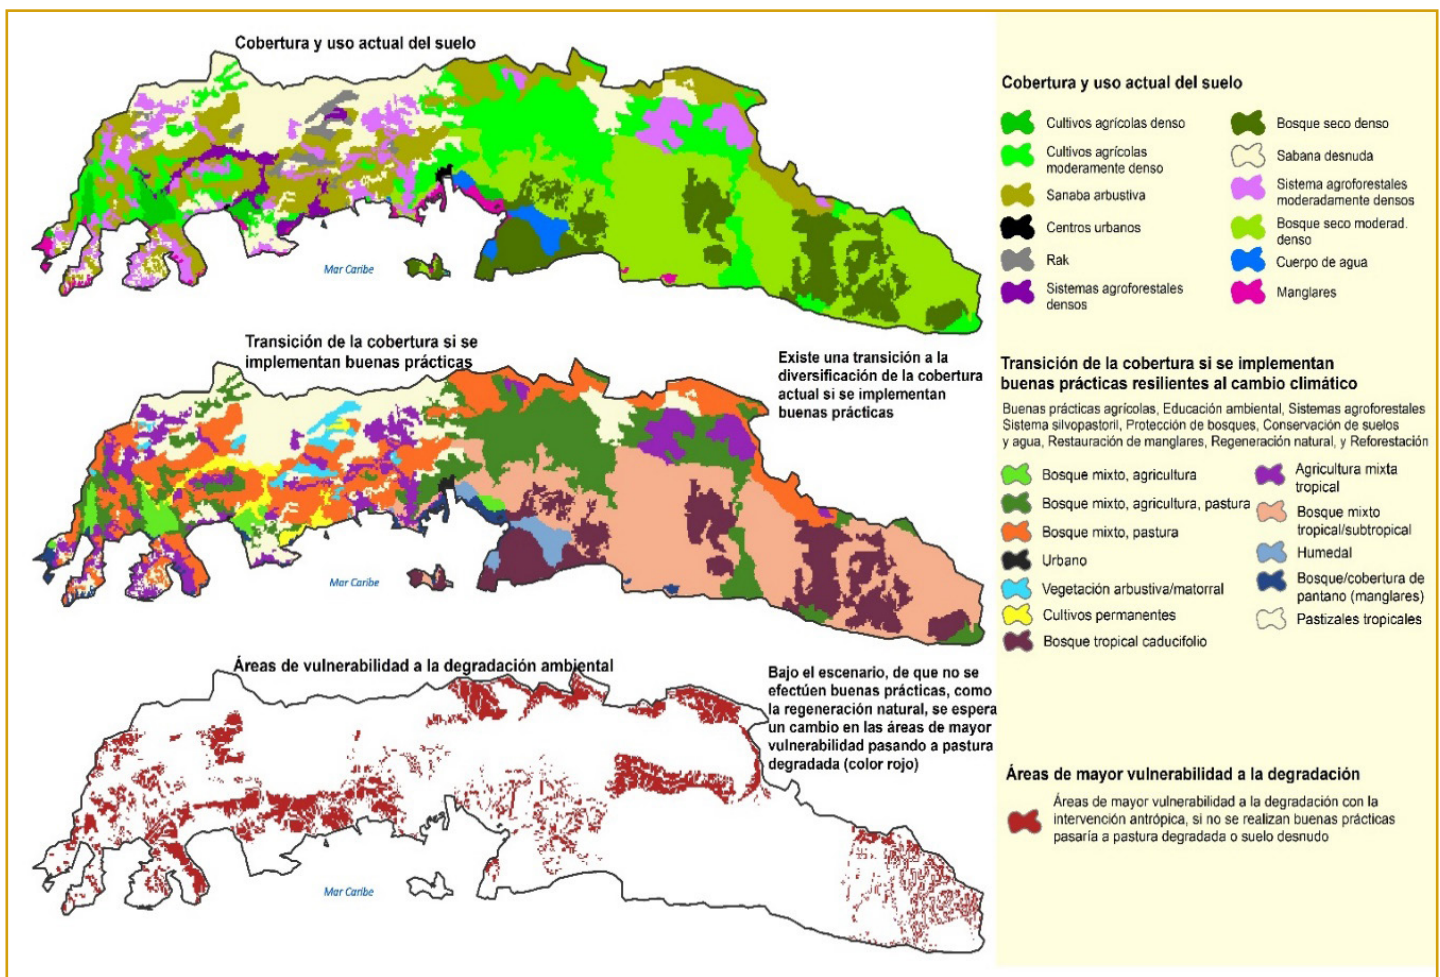 Cobertura y uso actual del suelo
Mar Caribe
Transición de la cobertura si se
implementan buenas prácticas
Existe una transición a la
diversificación de la cobertura
actual si se implementan
buenas prácticas
Mar Caribe
Áreas de vulnerabilidad a la degradación ambiental
Bajo el escenario, de que no se
efectúen buenas prácticas, como
la regeneración natural, se espera
un cambio en las áreas de mayor
vulnerabilidad pasando a pastura
degradada (color rojo)
Mar Caribe
Cobertura y uso actual del suelo
Cultivos agrícolas denso
Cultivos agrícolas
moderamente denso
Sanaba arbustiva
Centros urbanos
Rak
Sistemas agroforestales
densos
Bosque seco denso
Sabana desnuda
Sistema agroforestales
moderadamente densos
Bosque seco moderad.
denso
Cuerpo de agua
Manglares
Transición de la cobertura si se implementan
buenas prácticas resilientes al cambio climático
Buenas prácticas agrícolas, Educación ambiental, Sistemas agroforestales
Sistema silvopastoril, Protección de bosques, Conservación de suelos
y agua, Restauración de manglares, Regeneración natural, y Reforestación
Bosque mixto, agricultura
Bosque mixto, agricultura, pastura
Bosque mixto, pastura
Urbano
Vegetación arbustiva/matorral
Cultivos permanentes
Bosque tropical caducifolio
Agricultura mixta
tropical
Bosque mixto
tropical/subtropical
Humedal
Bosque/cobertura de
pantano (manglares)
Pastizales tropicales
Áreas de mayor vulnerabilidad a la degradación
Áreas de mayor vulnerabilidad a la degradación con la
intervención antrópica, si no se realizan buenas prácticas
pasaría a pastura degradada o suelo desnudo